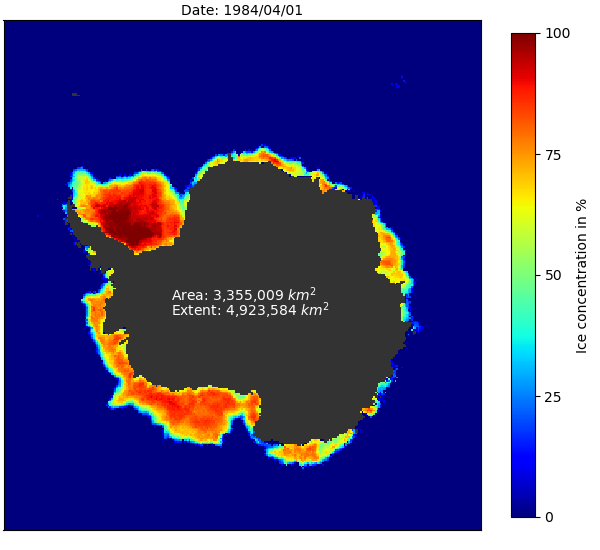 Date: 1984/04/01
100
75
50
25
0
Ice concentration in %
Area: 3,355,009 km²
Extent: 4,923,584 km²